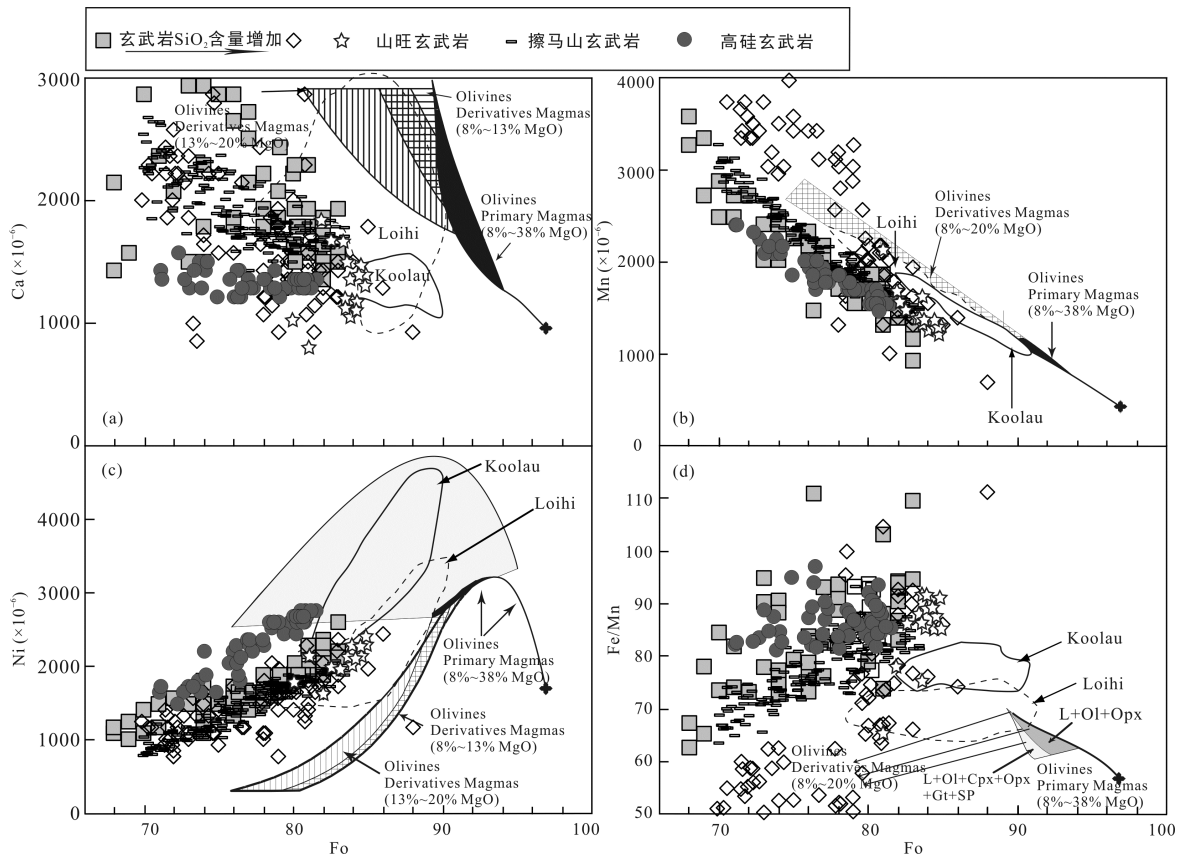 玄武岩SiO₂含量增加
山旺玄武岩
擦马山玄武岩
高硅玄武岩
3000
2000
1000
0
Ca (×10⁻⁶)
Olivines
Derivatives Magmas
(13%~20% MgO)
Olivines
Derivatives Magmas
(8%~13% MgO)
Olivines
Primary Magmas
(8%~38% MgO)
Loihi
Koolau
(a)
4000
3000
2000
1000
0
Mn (×10⁻⁶)
Loihi
Olivines
Derivatives Magmas
(8%~20% MgO)
Olivines
Primary Magmas
(8%~38% MgO)
Koolau
(b)
(c)
4000
3000
2000
1000
0
Ni (×10⁻⁶)
Koolau
Loihi
Olivines
Primary Magmas
(8%~38% MgO)
Olivines
Derivatives Magmas
(8%~13% MgO)
Olivines
Derivatives Magmas
(13%~20% MgO)
70
80
90
100
Fo
(d)
110
100
90
80
70
60
50
Fe/Mn
Koolau
Loihi
L+Ol+Opx
Olivines
Derivatives Magmas
(8%~20% MgO)
L+Ol+Cpx+Opx
+Gt+SP
Olivines
Primary Magmas
(8%~38% MgO)
70
80
90
100
Fo